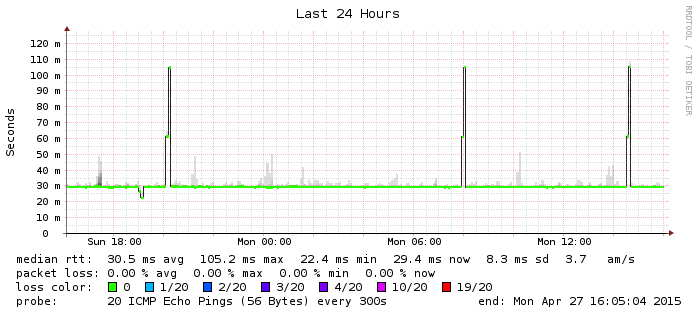 Last 24 Hours
RRDTOOL / TOBI OETIKER
Seconds
120 m
110 m
100 m
90 m
80 m
70 m
60 m
50 m
40 m
30 m
20 m
10 m
0
Sun 18:00 Mon 00:00 Mon 06:00 Mon 12:00
median rtt: 30.5 ms avg 105.2 ms max 22.4 ms min 29.4 ms now 8.3 ms sd 3.7 am/s
packet loss: 0.00 % avg 0.00 % max 0.00 % min 0.00 % now
loss color: 0 1/20 2/20 3/20 4/20 10/20 19/20
probe: 20 ICMP Echo Pings (56 Bytes) every 300s end: Mon Apr 27 16:05:04 2015